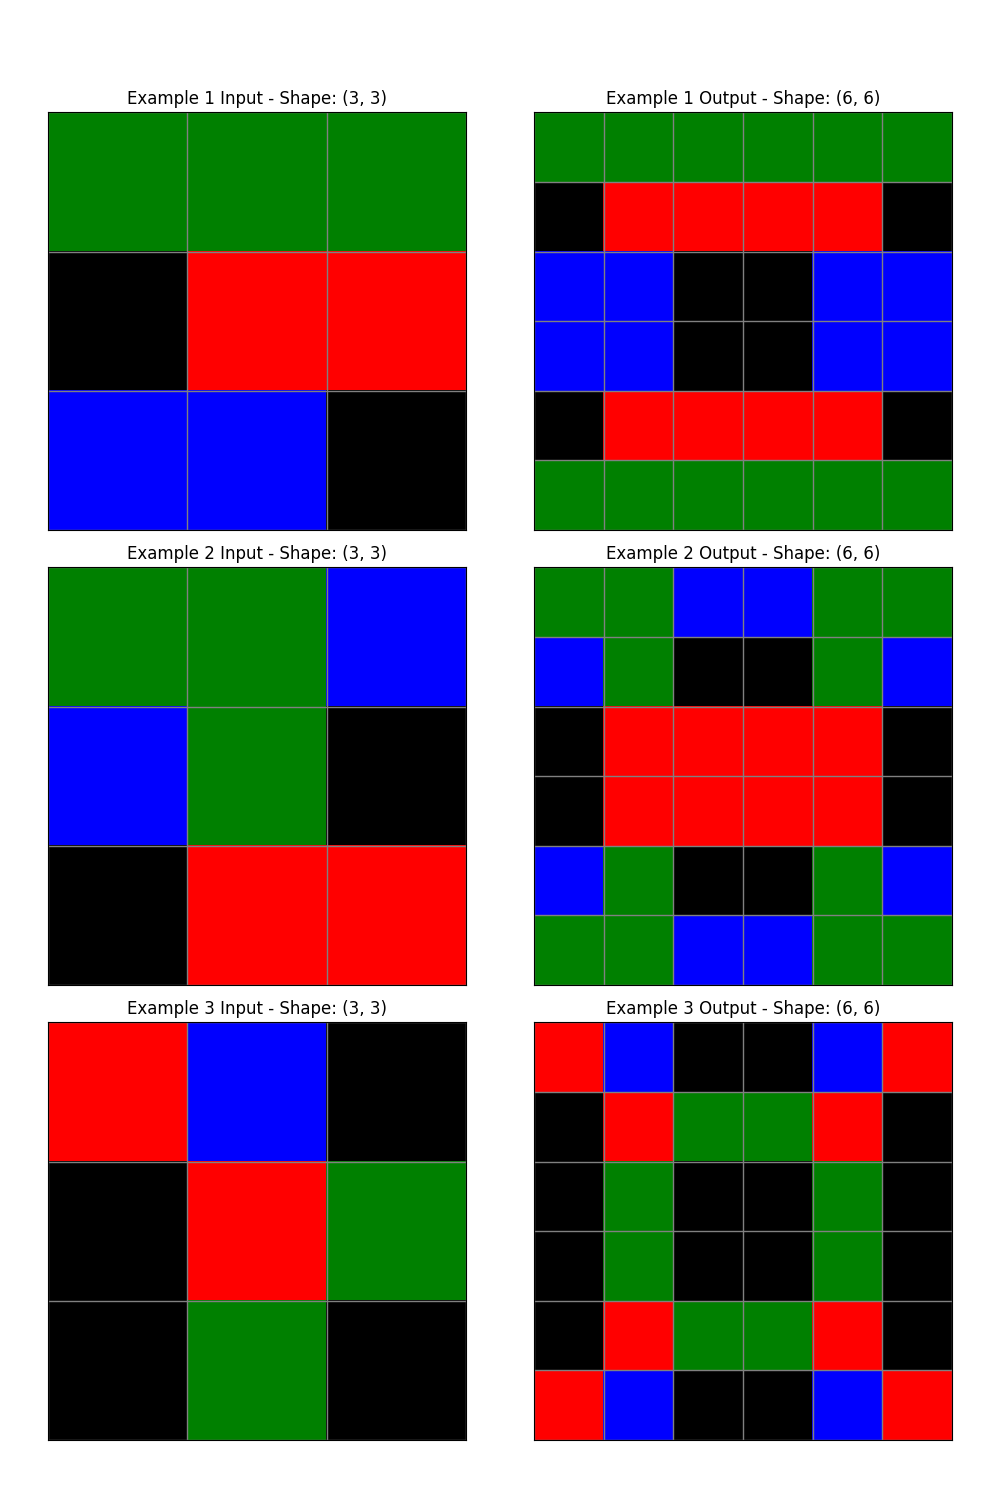 Example 1 Input - Shape: (3, 3)
Example 1 Output - Shape: (6, 6)
Example 2 Input - Shape: (3, 3)
Example 2 Output - Shape: (6, 6)
Example 3 Input - Shape: (3, 3)
Example 3 Output - Shape: (6, 6)